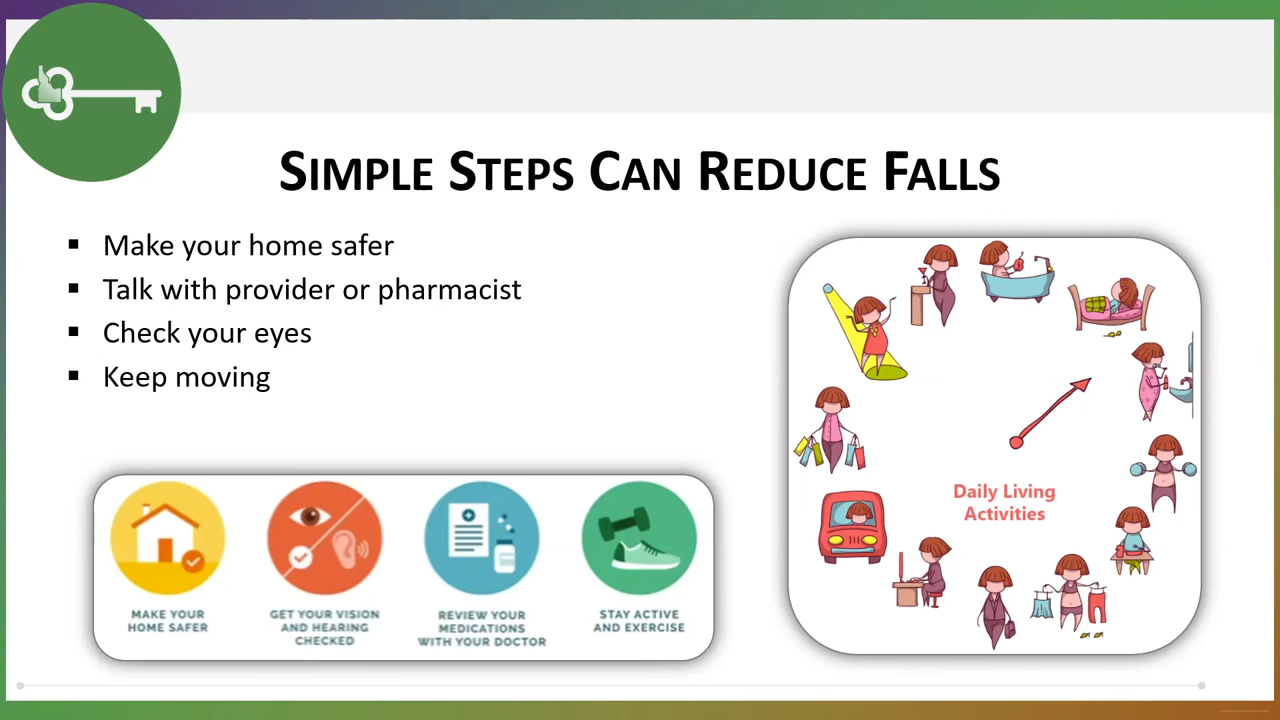 Simple Steps Can Reduce Falls
▪ Make your home safer
▪ Talk with provider or pharmacist
▪ Check your eyes
▪ Keep moving
Daily Living
Activities
MAKE YOUR
HOME SAFER
GET YOUR VISION
AND HEARING
CHECKED
REVIEW YOUR
MEDICATIONS
WITH YOUR DOCTOR
STAY ACTIVE
AND EXERCISE